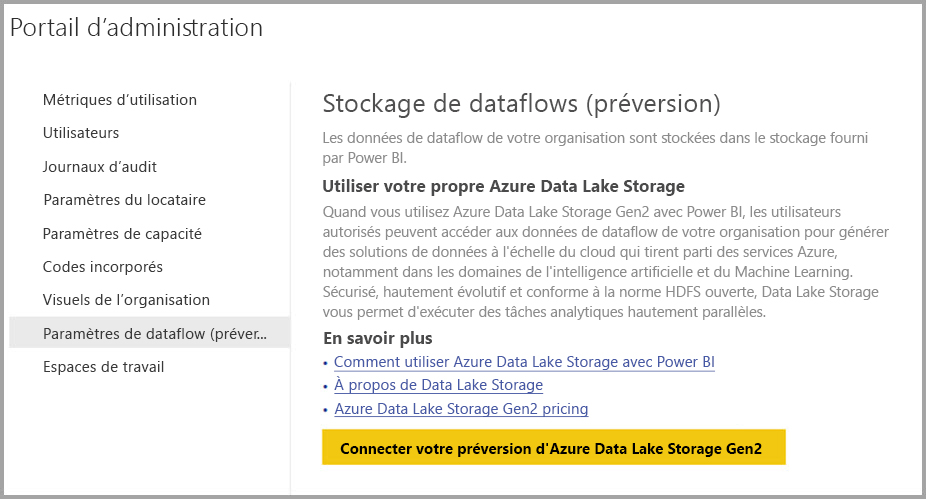 Portail d’administration
Métriques d’utilisation
Utilisateurs
Journaux d’audit
Paramètres du locataire
Paramètres de capacité
Codes incorporés
Visuels de l’organisation
Paramètres de dataflow (préver...
Espaces de travail
Stockage de dataflows (préversion)
Les données de dataflow de votre organisation sont stockées dans le stockage fourni
par Power BI.
Utiliser votre propre Azure Data Lake Storage
Quand vous utilisez Azure Data Lake Storage Gen2 avec Power BI, les utilisateurs
autorisés peuvent accéder aux données de dataflow de votre organisation pour générer
des solutions de données à l'échelle du cloud qui tirent parti des services Azure,
notamment dans les domaines de l'intelligence artificielle et du Machine Learning.
Sécurisé, hautement évolutif et conforme à la norme HDFS ouverte, Data Lake Storage
vous permet d'exécuter des tâches analytiques hautement parallèles.
En savoir plus
• Comment utiliser Azure Data Lake Storage avec Power BI
• À propos de Data Lake Storage
• Azure Data Lake Storage Gen2 pricing
Connecter votre préversion d'Azure Data Lake Storage Gen2